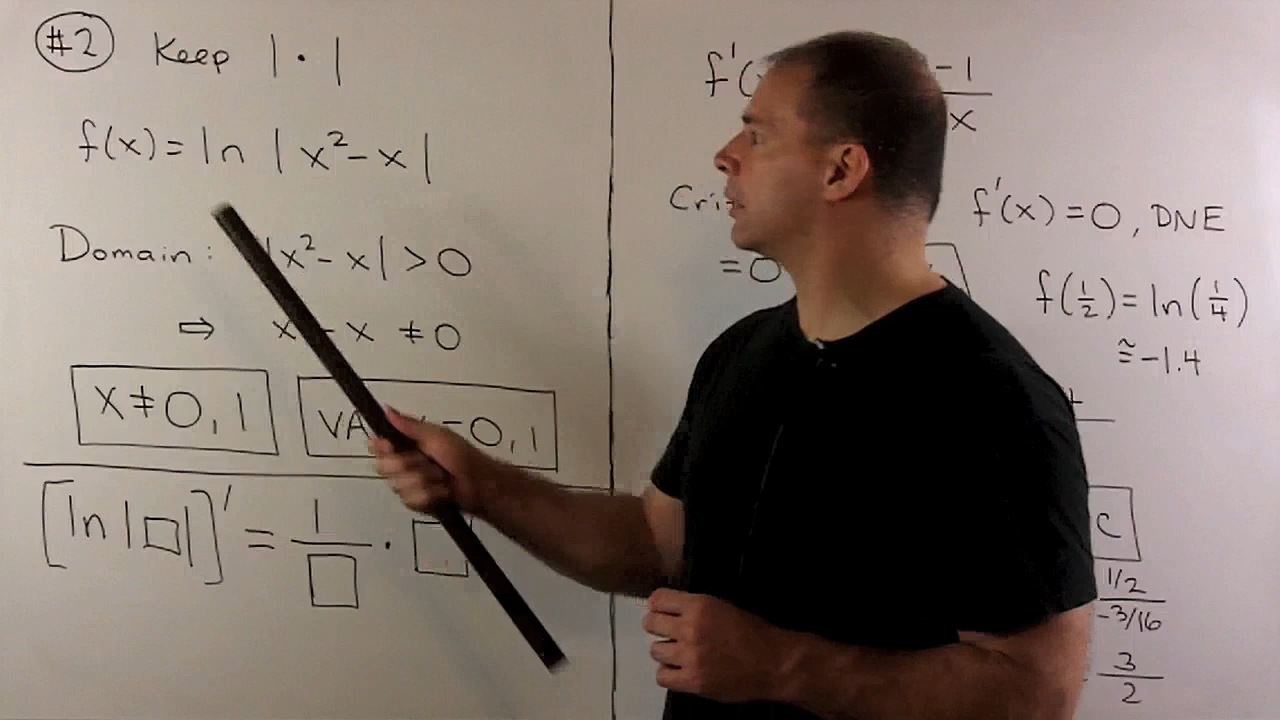 #2 Keep |·|
f(x) = ln |x²-x|
Domain: |x²-x| > 0
⇒ x - x ≠ 0
x ≠ 0, 1
VA = 0, 1
[ln |□|]' = 1/□ · □
f'( -1 / x
Cri f'(x) = 0, DNE
= 0
f(1/2) = ln(1/4)
≅ -1.4
+
C
1/2 / -3/16
3/2